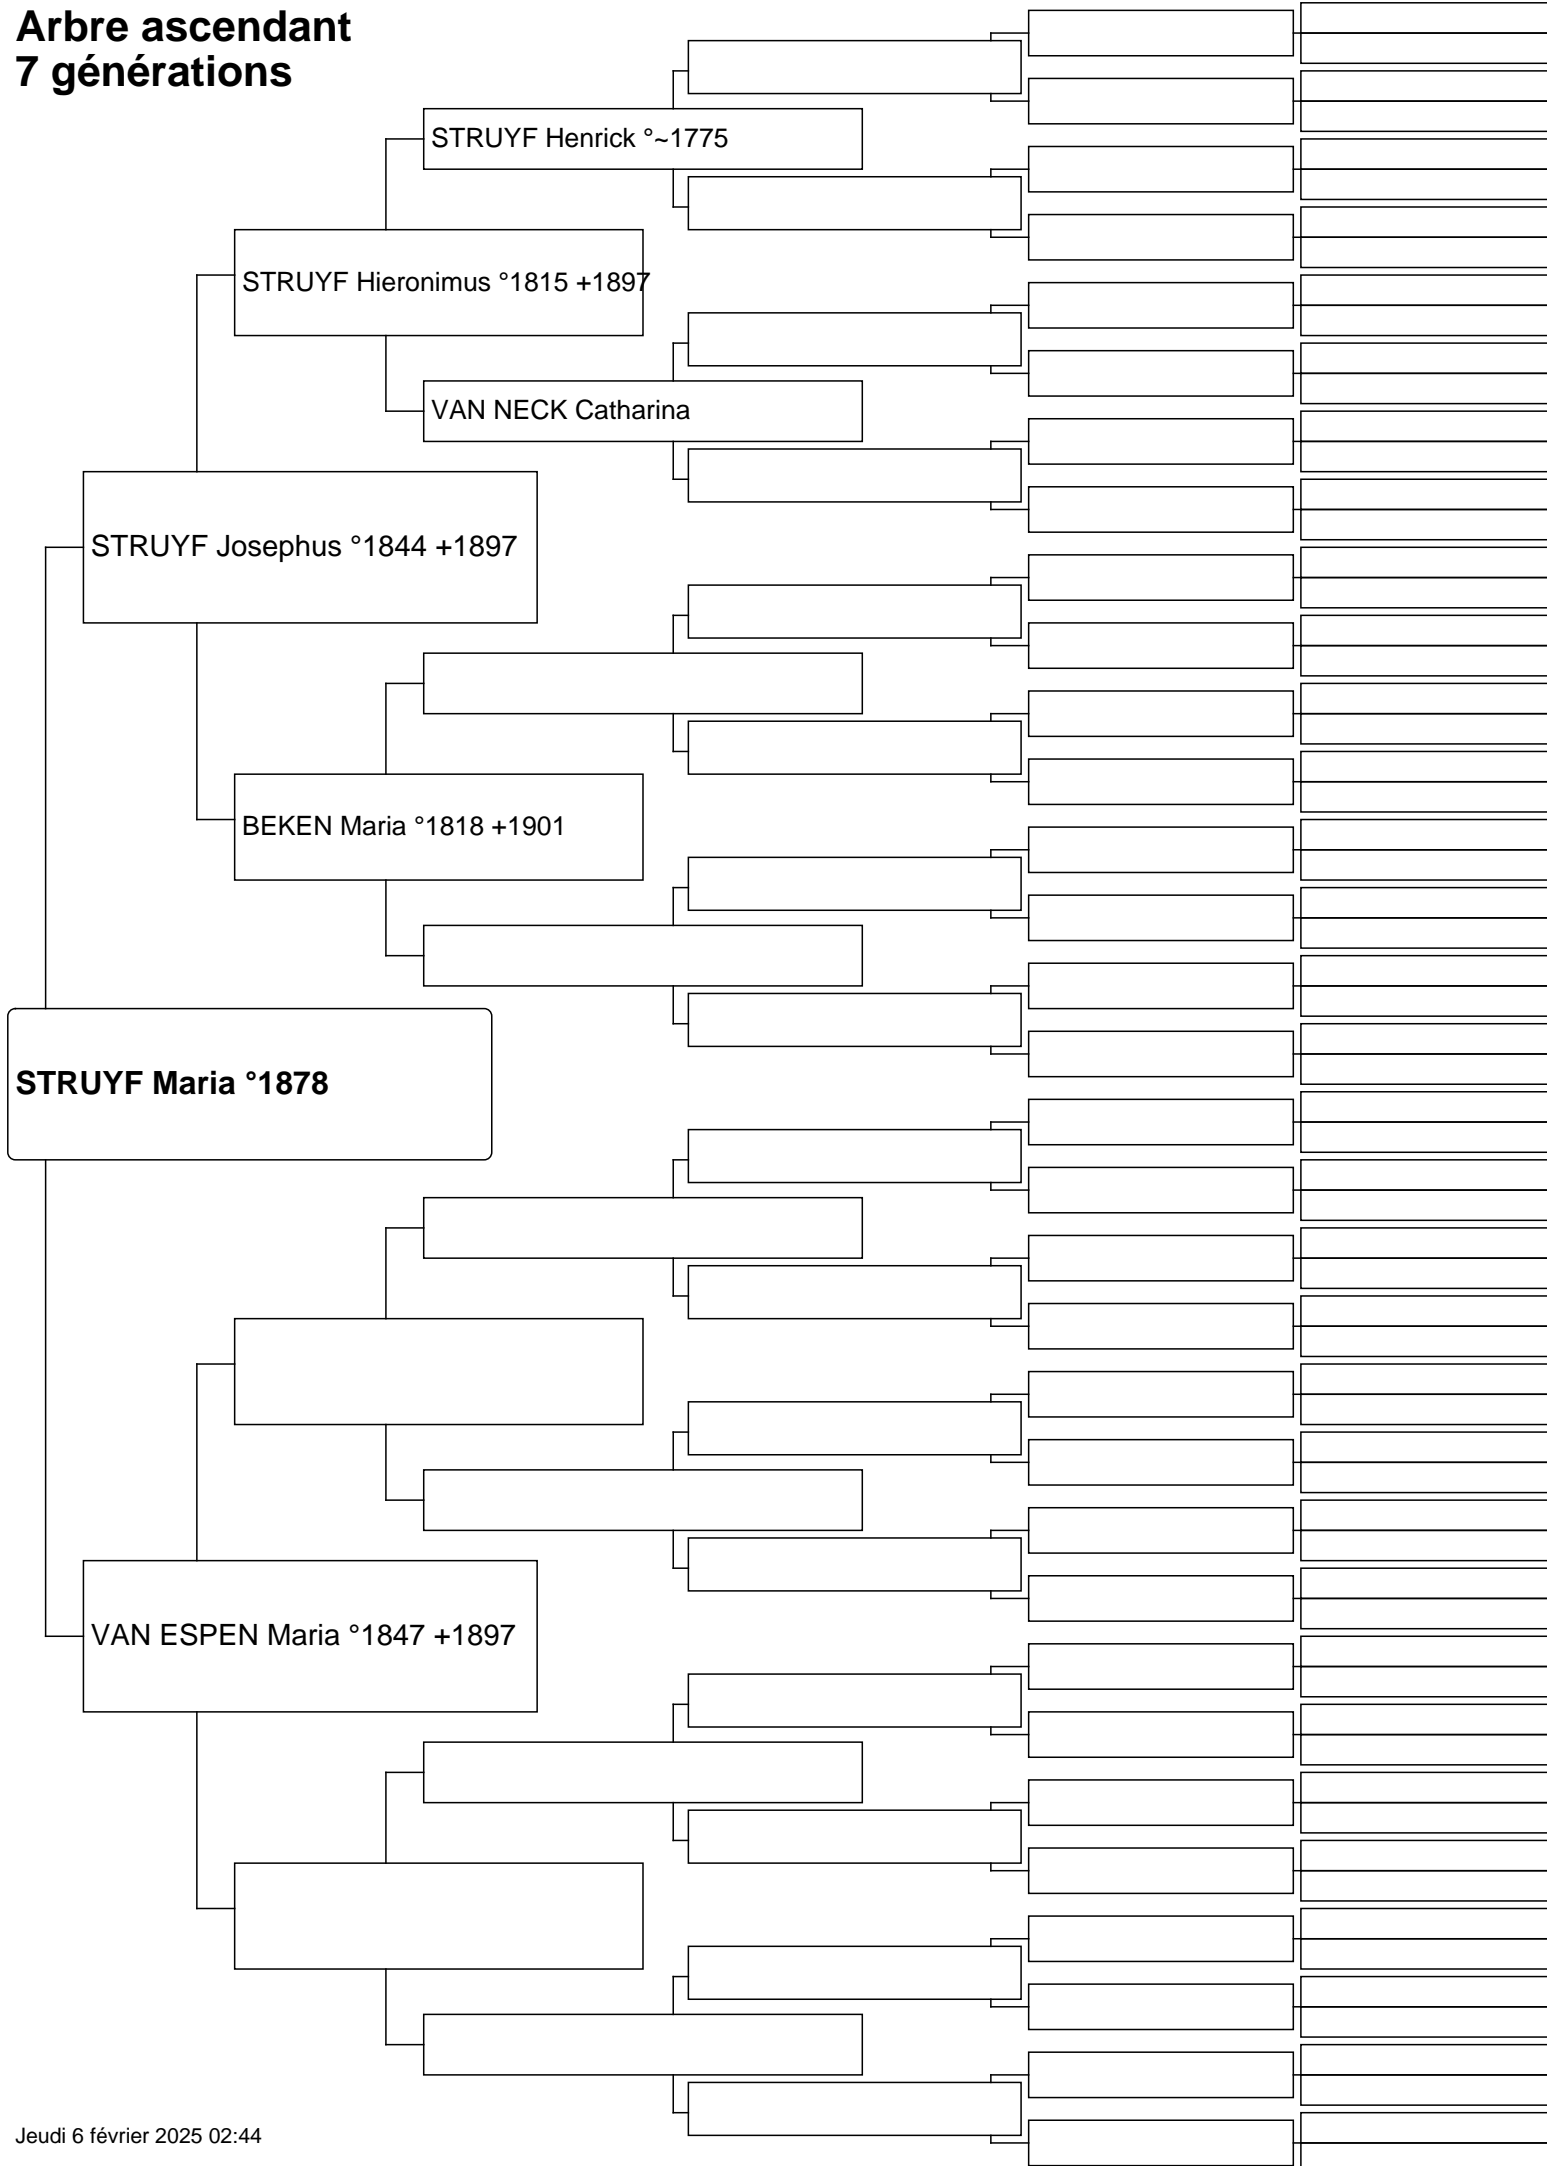 Arbre ascendant
7 générations
STRUYF Henrick °~1775
STRUYF Hieronimus °1815 +1897
VAN NECK Catharina
STRUYF Josephus °1844 +1897
BEKEN Maria °1818 +1901
STRUYF Maria °1878
VAN ESPEN Maria °1847 +1897
Jeudi 6 février 2025 02:44